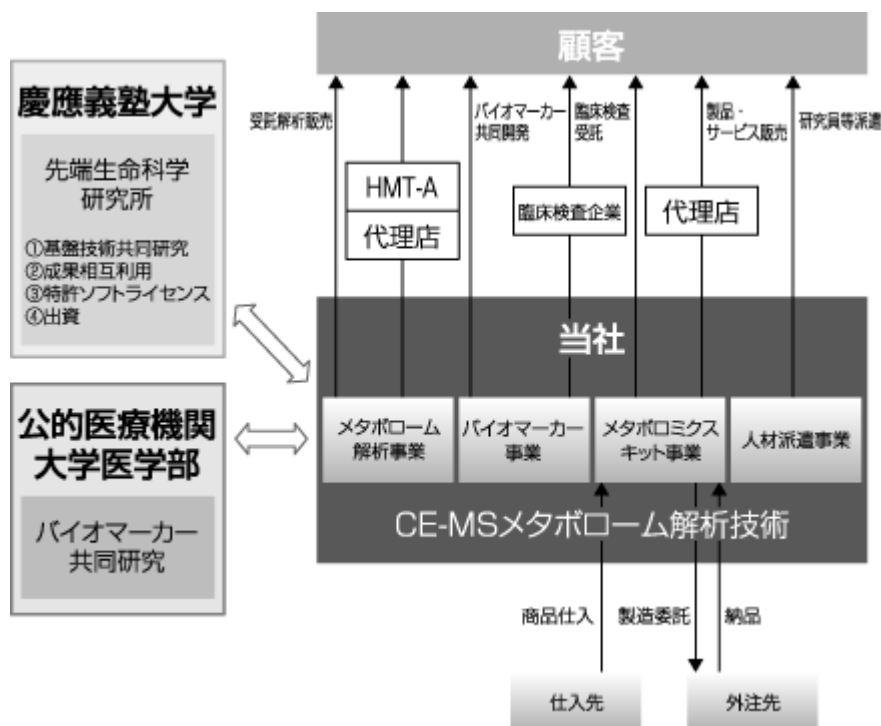 顧客
慶應義塾大学
先端生命科学
研究所
①基盤技術共同研究
②成果相互利用
③特許ソフトライセンス
④出資
公的医療機関
大学医学部
バイオマーカー
共同研究
受託解析販売
バイオマーカー
共同開発
臨床検査
受託
製品・
サービス販売
研究員等派遣
HMT-A
代理店
臨床検査企業
代理店
当社
メタボローム
解析事業
バイオマーカー
事業
メタボロミクス
キット事業
人材派遣事業
CE-MSメタボローム解析技術
商品仕入
製造委託
納品
仕入先
外注先